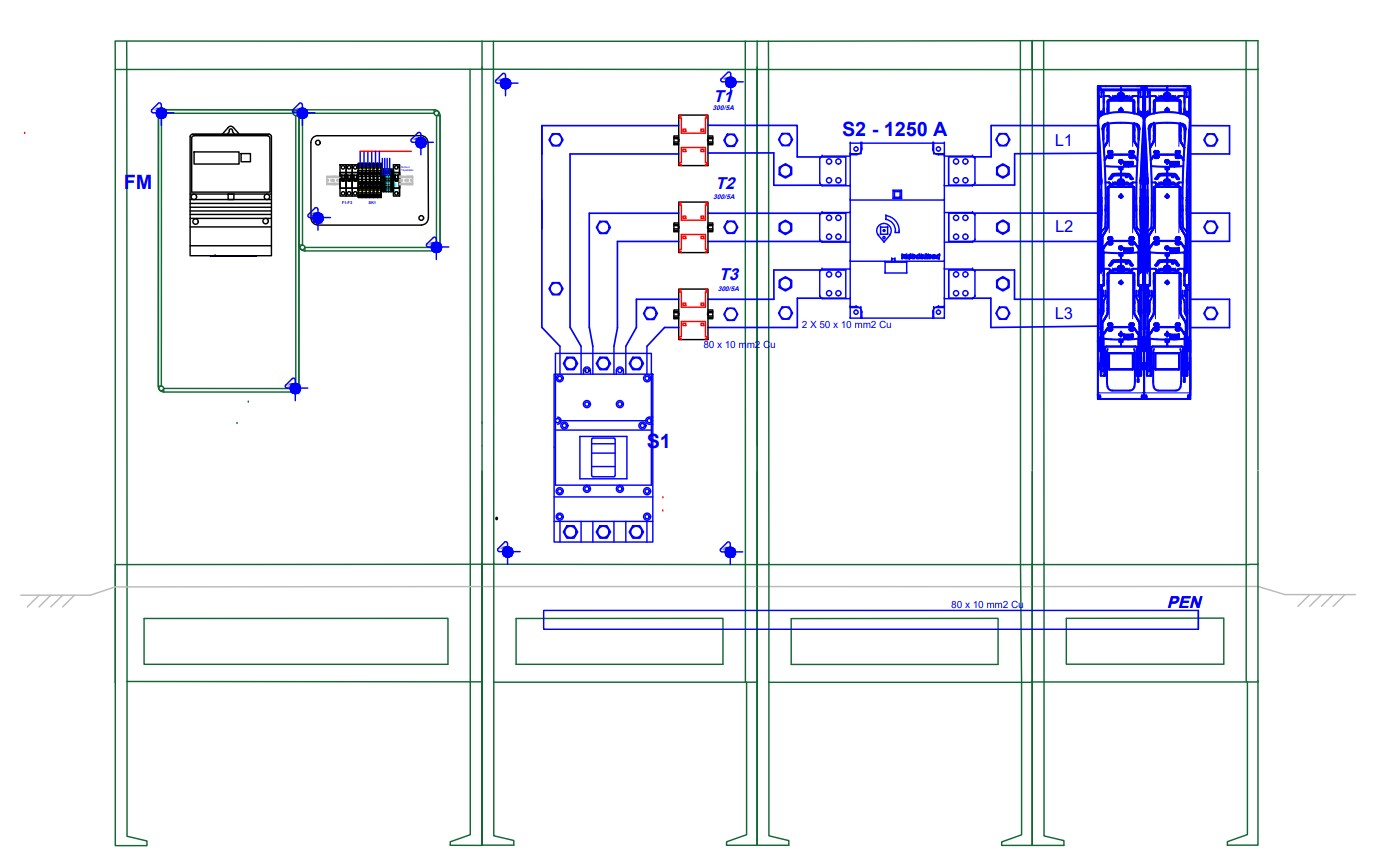 T1
300/5A
S2 - 1250 A
L1
FM
T2
300/5A
L2
T3
300/5A
L3
2 X 50 x 10 mm2 Cu
80 x 10 mm2 Cu
S1
80 x 10 mm2 Cu
PEN